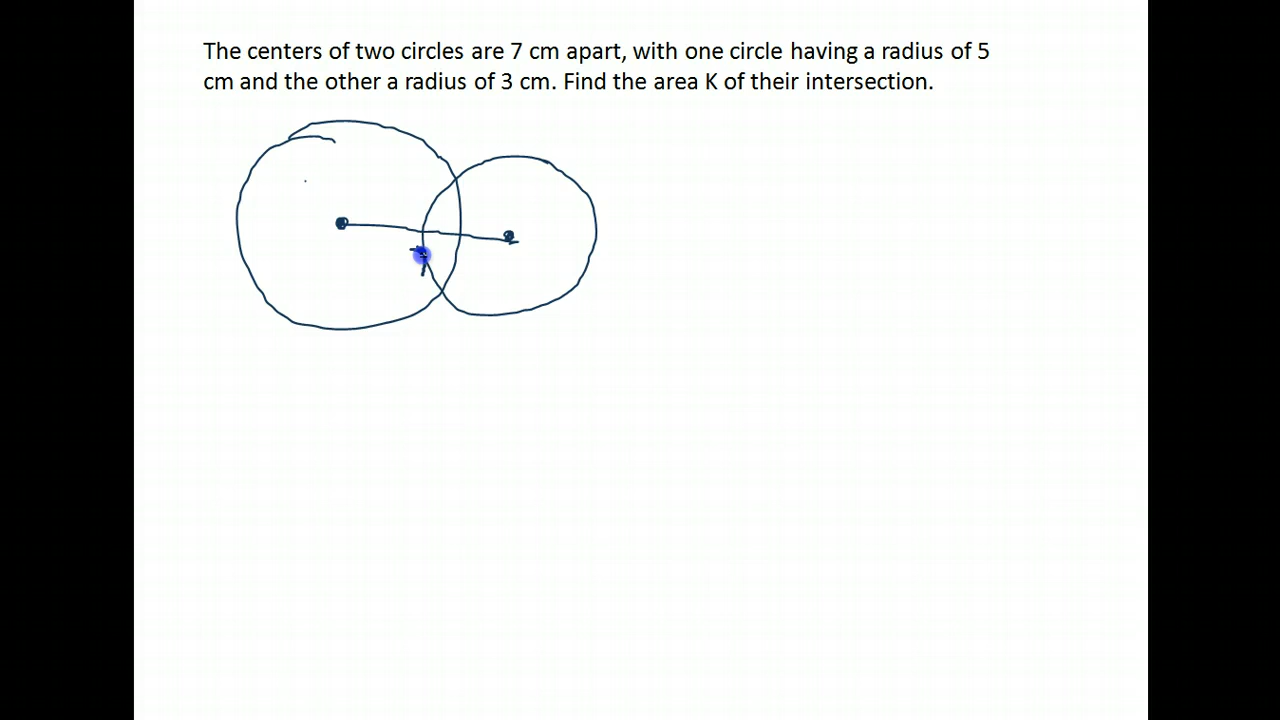 The centers of two circles are 7 cm apart, with one circle having a radius of 5
cm and the other a radius of 3 cm. Find the area K of their intersection.
7